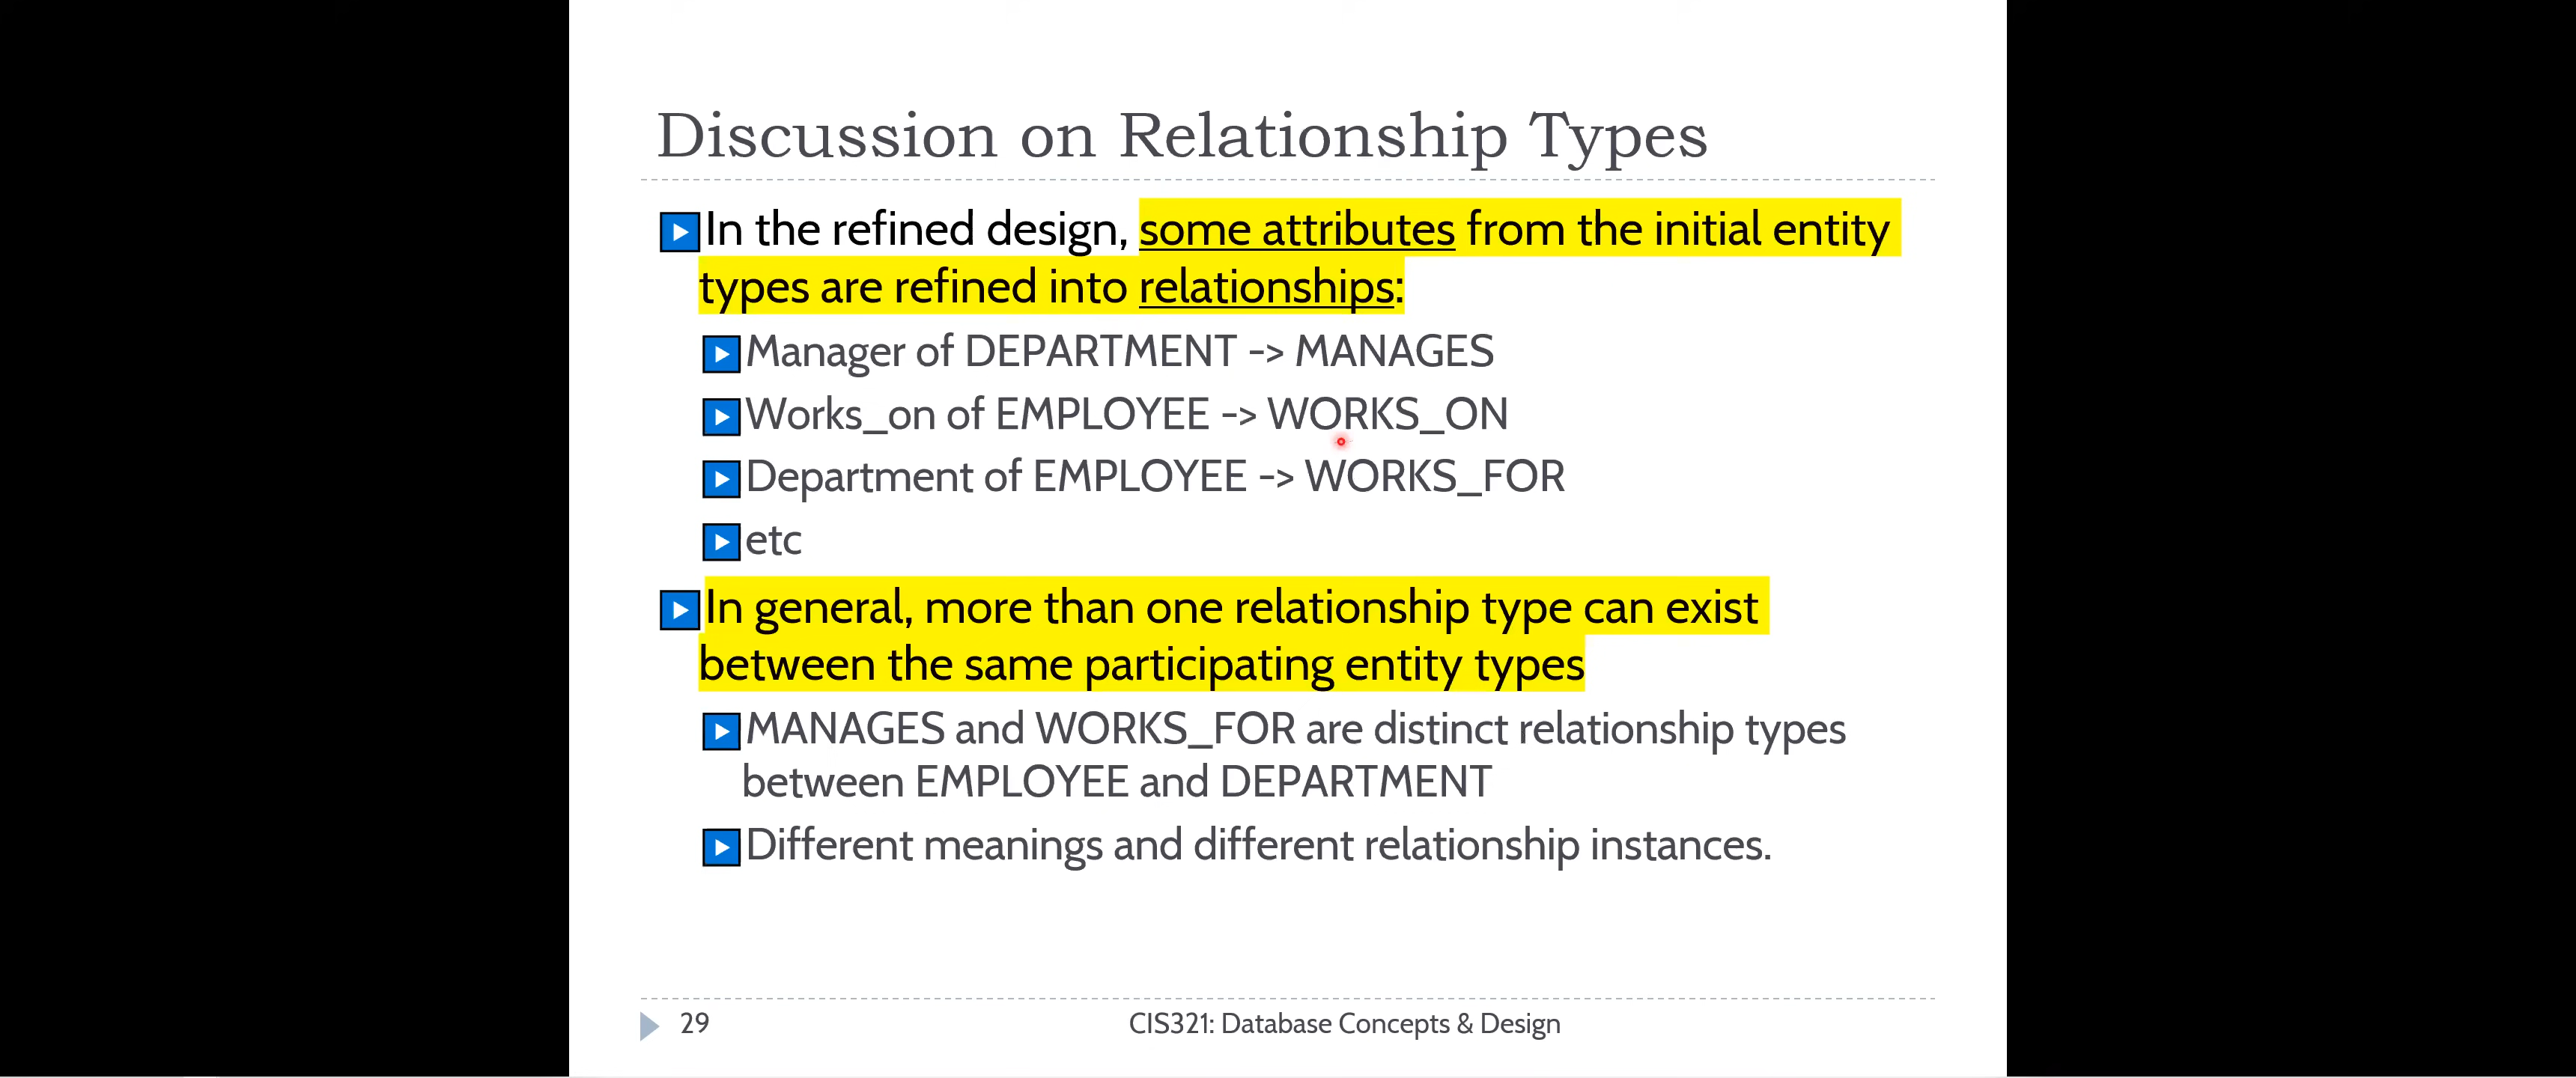 Discussion on Relationship Types
In the refined design, some attributes from the initial entity
types are refined into relationships:
Manager of DEPARTMENT -> MANAGES
Works_on of EMPLOYEE -> WORKS_ON
Department of EMPLOYEE -> WORKS_FOR
etc
In general, more than one relationship type can exist
between the same participating entity types
MANAGES and WORKS_FOR are distinct relationship types
between EMPLOYEE and DEPARTMENT
Different meanings and different relationship instances.
29
CIS321: Database Concepts & Design